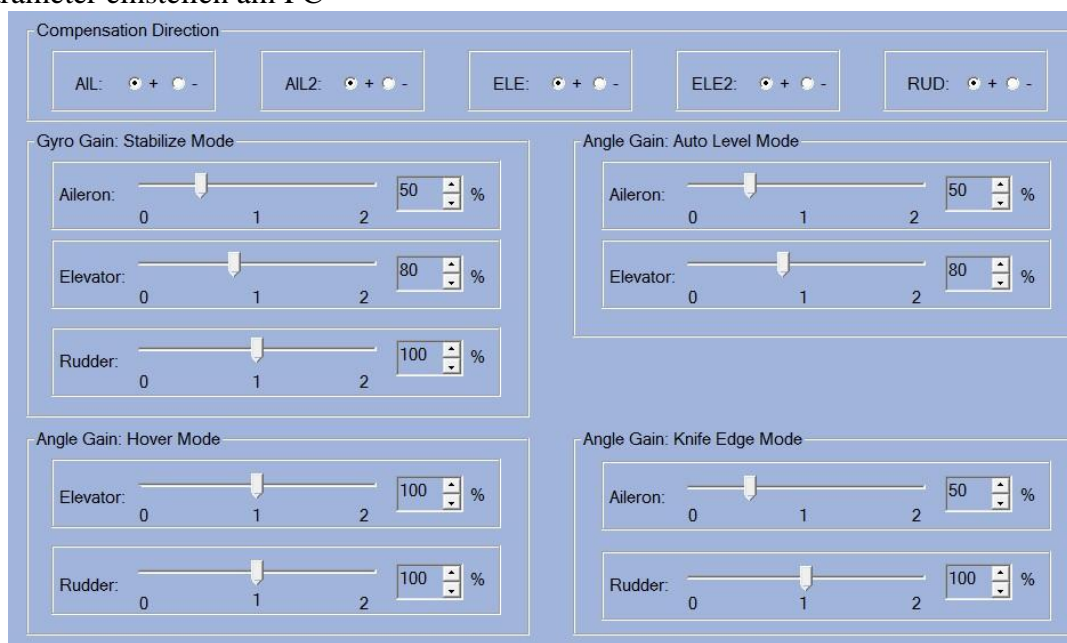 Parameter einstellen am PC
Compensation Direction
AIL: + - AIL2: + - ELE: + - ELE2: + - RUD: + -
Gyro Gain: Stabilize Mode
Aileron: 50 %
0 1 2
Elevator: 80 %
0 1 2
Rudder: 100 %
0 1 2
Angle Gain: Auto Level Mode
Aileron: 50 %
0 1 2
Elevator: 80 %
0 1 2
Angle Gain: Hover Mode
Elevator: 100 %
0 1 2
Rudder: 100 %
0 1 2
Angle Gain: Knife Edge Mode
Aileron: 50 %
0 1 2
Rudder: 100 %
0 1 2